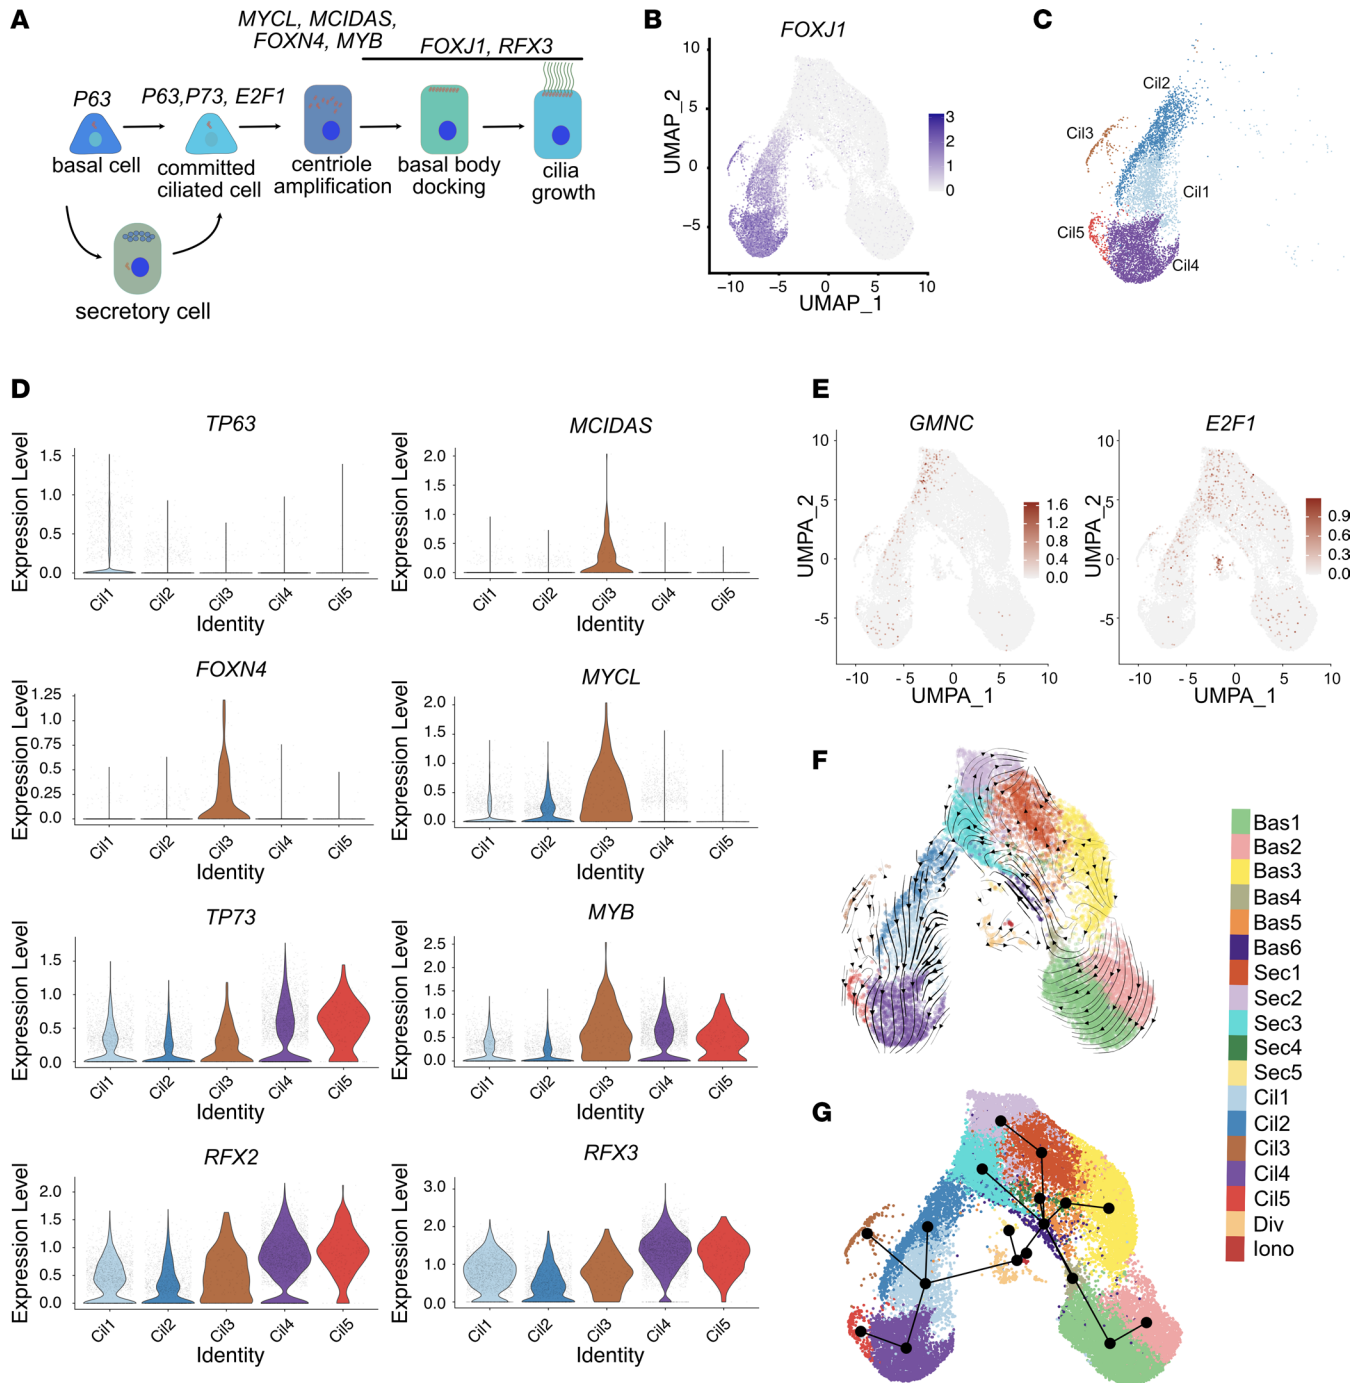 A
MYCL, MCIDAS,
FOXN4, MYB
FOXJ1, RFX3
P63
P63,P73, E2F1
basal cell
committed
ciliated cell
centriole
amplification
basal body
docking
cilia
growth
secretory cell
B
FOXJ1
UMAP_2
10
5
0
−5
−10
−5
0
5
10
UMAP_1
3
2
1
0
C
Cil2
Cil3
Cil1
Cil5
Cil4
D
TP63
Expression Level
1.5
1.0
0.5
0.0
Cil1
Cil2
Cil3
Cil4
Cil5
Identity
MCIDAS
Expression Level
2.0
1.5
1.0
0.5
0.0
Cil1
Cil2
Cil3
Cil4
Cil5
Identity
FOXN4
Expression Level
1.25
1.0
0.75
0.25
0.0
Cil1
Cil2
Cil3
Cil4
Cil5
Identity
MYCL
Expression Level
2.0
1.5
1.0
0.5
0.0
Cil1
Cil2
Cil3
Cil4
Cil5
Identity
TP73
Expression Level
1.5
1.0
0.5
0.0
Cil1
Cil2
Cil3
Cil4
Cil5
Identity
MYB
Expression Level
2.5
2.0
1.5
1.0
0.5
0.0
Cil1
Cil2
Cil3
Cil4
Cil5
Identity
RFX2
Expression Level
2.0
1.5
1.0
0.5
0.0
Cil1
Cil2
Cil3
Cil4
Cil5
Identity
RFX3
Expression Level
3.0
2.0
1.0
0.0
Cil1
Cil2
Cil3
Cil4
Cil5
Identity
E
GMNC
UMPA_2
10
5
0
-5
-10
- 5
0
5
10
UMPA_1
1.6
1.2
0.8
0.4
0.0
E2F1
UMPA_2
10
5
0
-5
-10
- 5
0
5
10
UMPA_1
0.9
0.6
0.3
0.0
F
G
Bas1
Bas2
Bas3
Bas4
Bas5
Bas6
Sec1
Sec2
Sec3
Sec4
Sec5
Cil1
Cil2
Cil3
Cil4
Cil5
Div
Iono